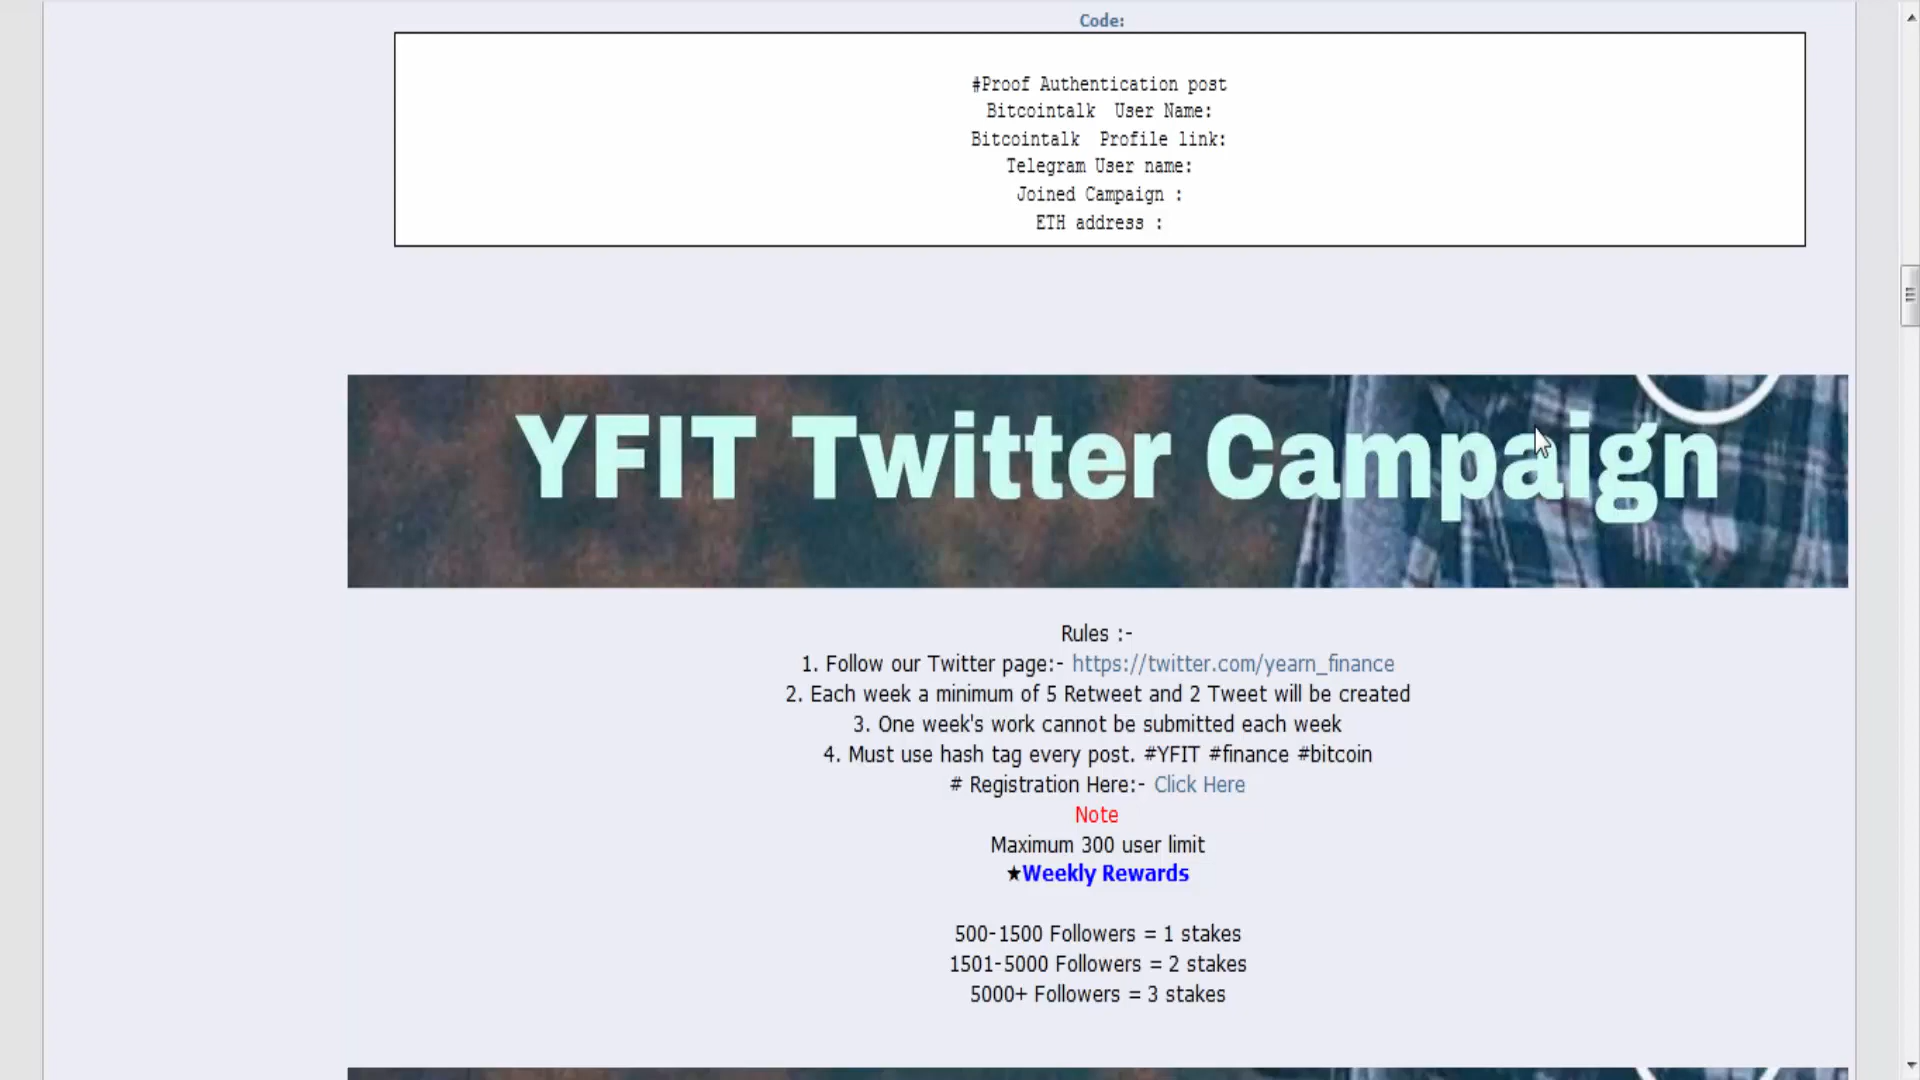 Code:
#Proof Authentication post
Bitcointalk  User Name:
Bitcointalk  Profile link:
Telegram User name:
Joined Campaign :
ETH address :
YFIT Twitter Campaign
Rules :-
1. Follow our Twitter page:- https://twitter.com/yearn_finance
2. Each week a minimum of 5 Retweet and 2 Tweet will be created
3. One week's work cannot be submitted each week
4. Must use hash tag every post. #YFIT #finance #bitcoin
# Registration Here:- Click Here
Note
Maximum 300 user limit
★Weekly Rewards
500-1500 Followers = 1 stakes
1501-5000 Followers = 2 stakes
5000+ Followers = 3 stakes